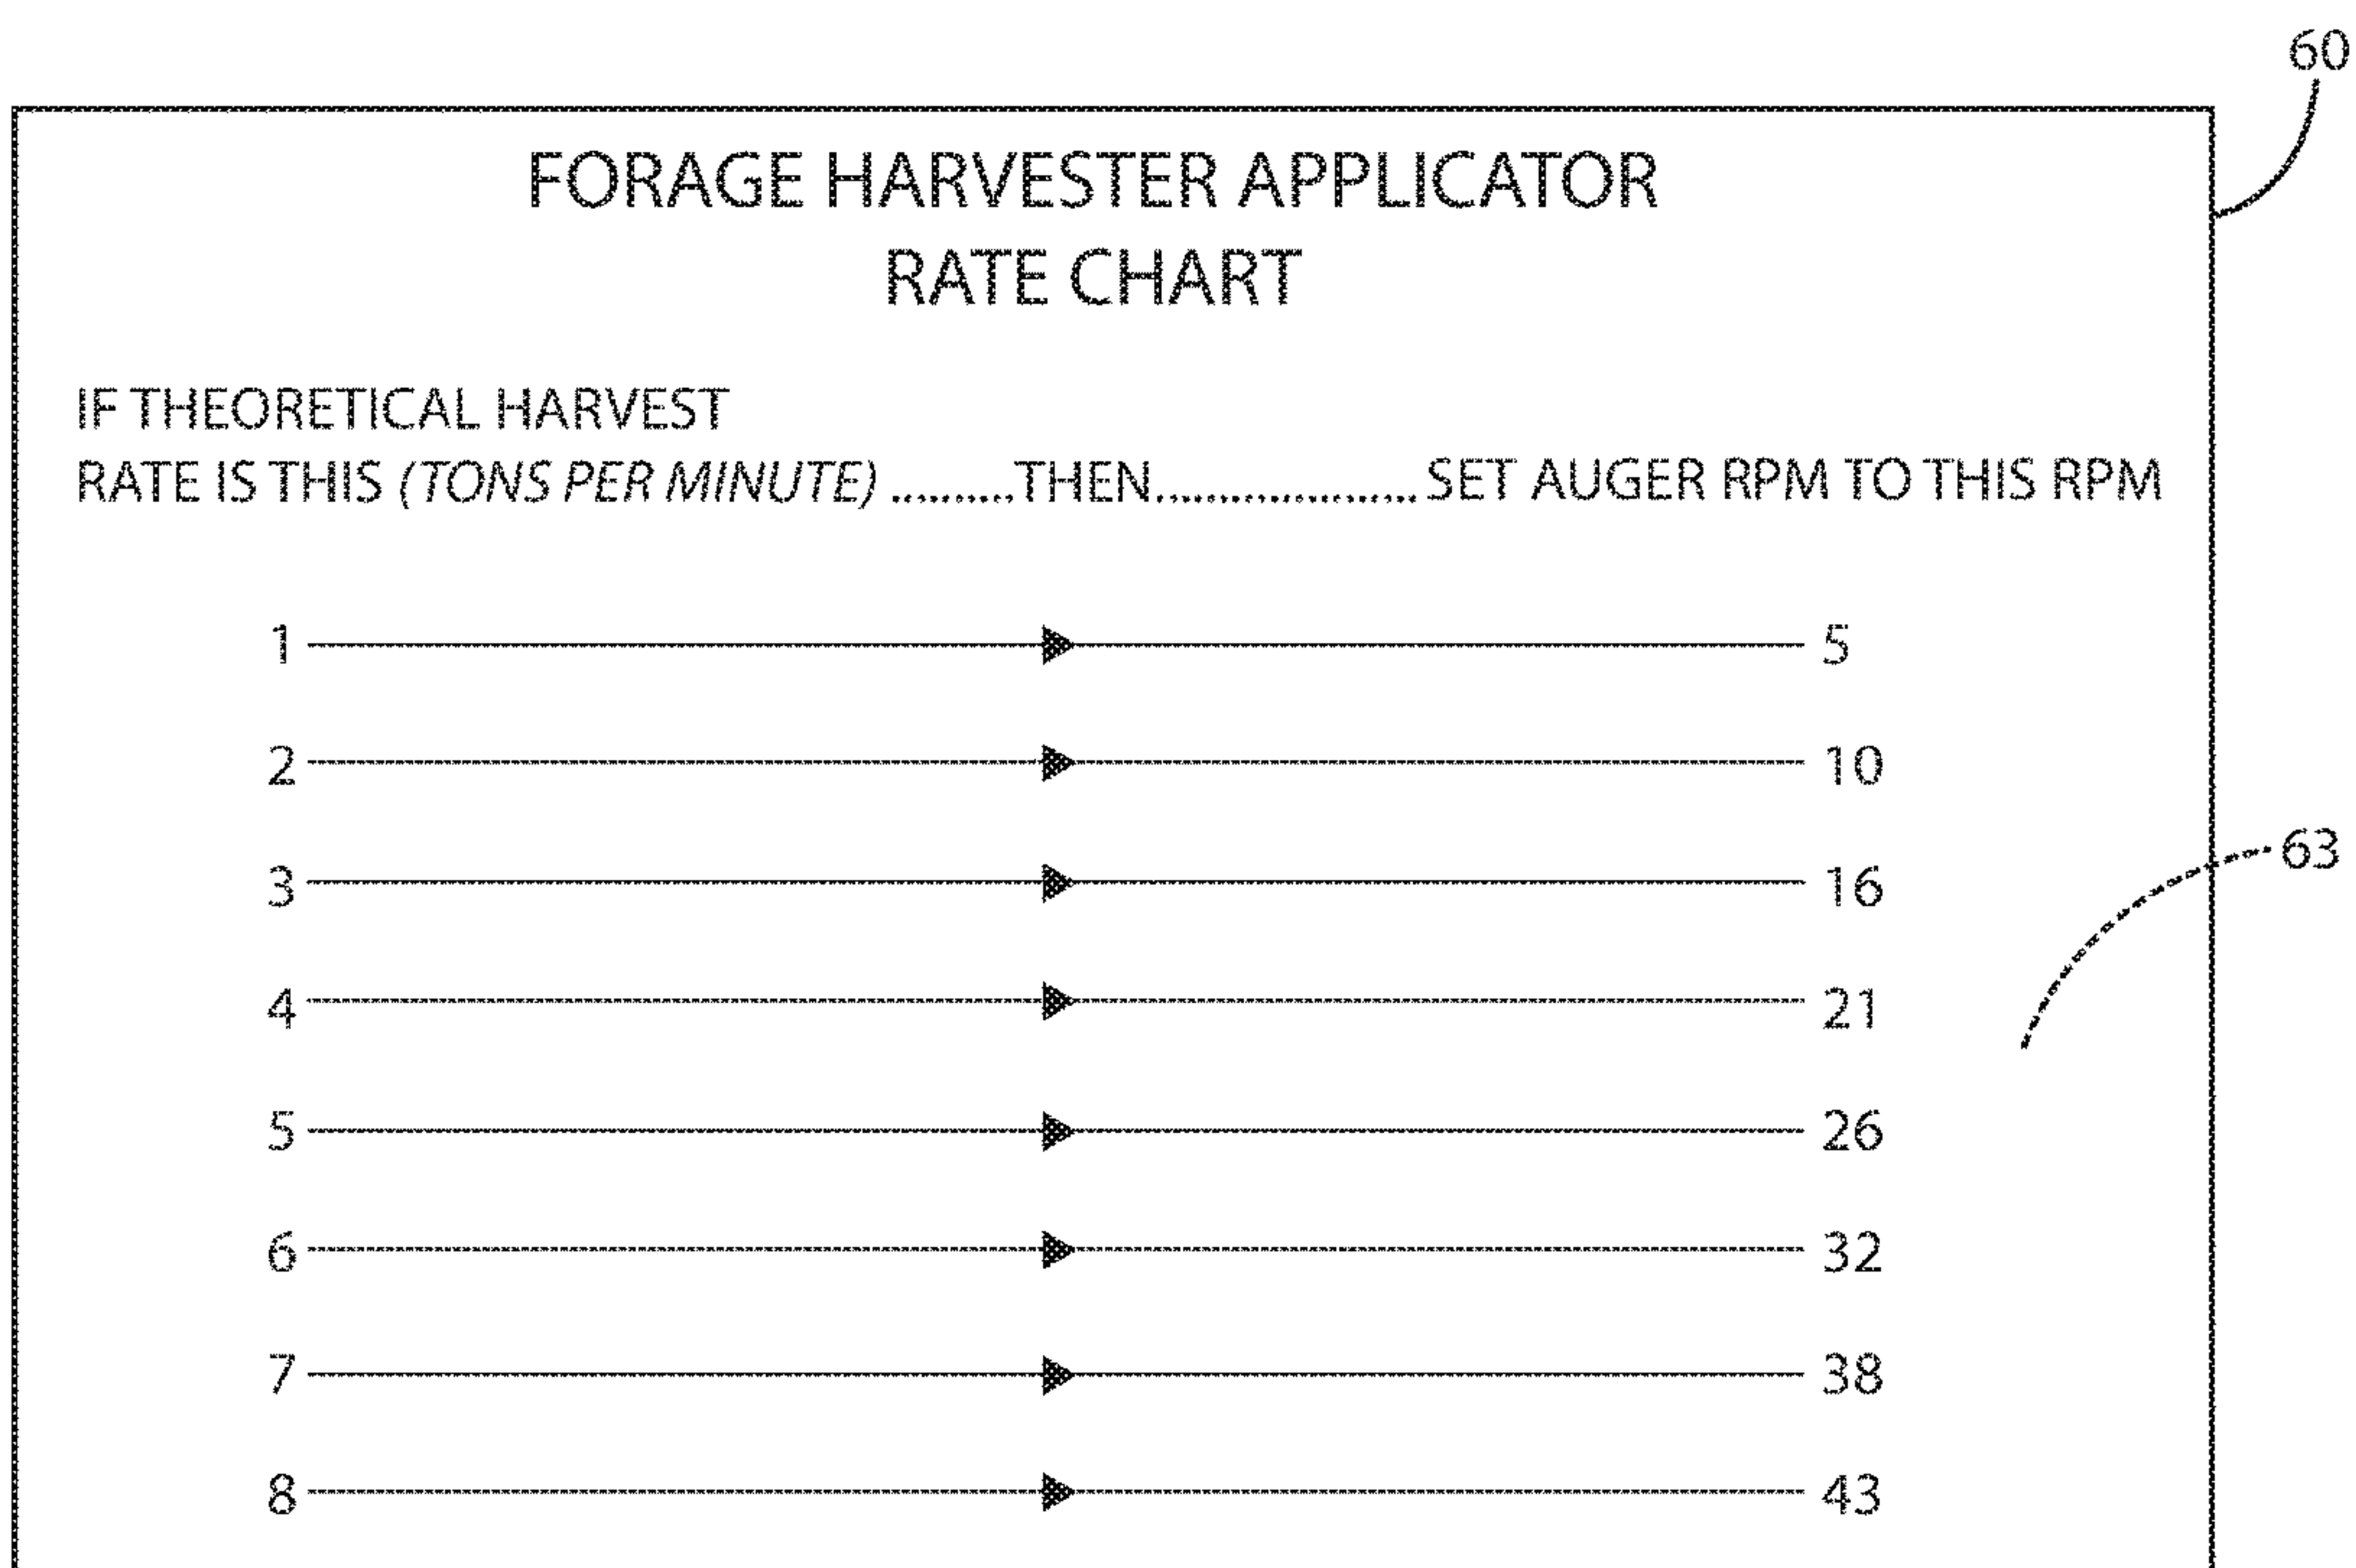 60
FORAGE HARVESTER APPLICATOR
RATE CHART
IF THEORETICAL HARVEST
RATE IS THIS (TONS PER MINUTE) ..........THEN..................... SET AUGER RPM TO THIS RPM
1 5
2 10
63
3 16
4 21
5 26
6 32
7 38
8 43